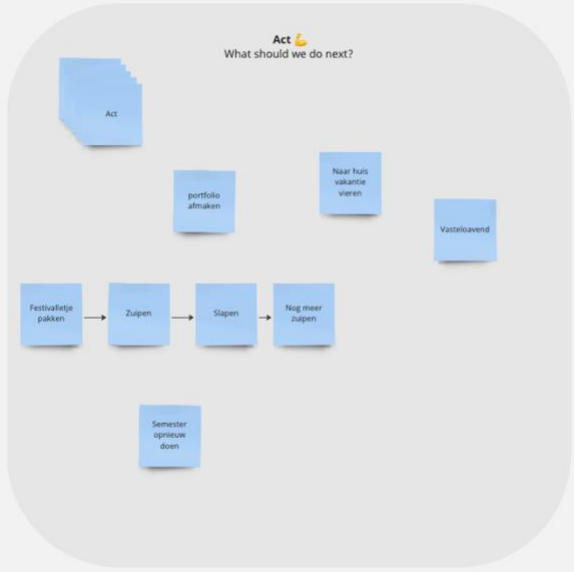 Act 💪
What should we do next?
Act
portfolio
afmaken
Naar huis
vakantie
vieren
Vasteloavend
Festivalletje
pakken
Zuipen
Slapen
Nog meer
zuipen
Semester
opnieuw
doen